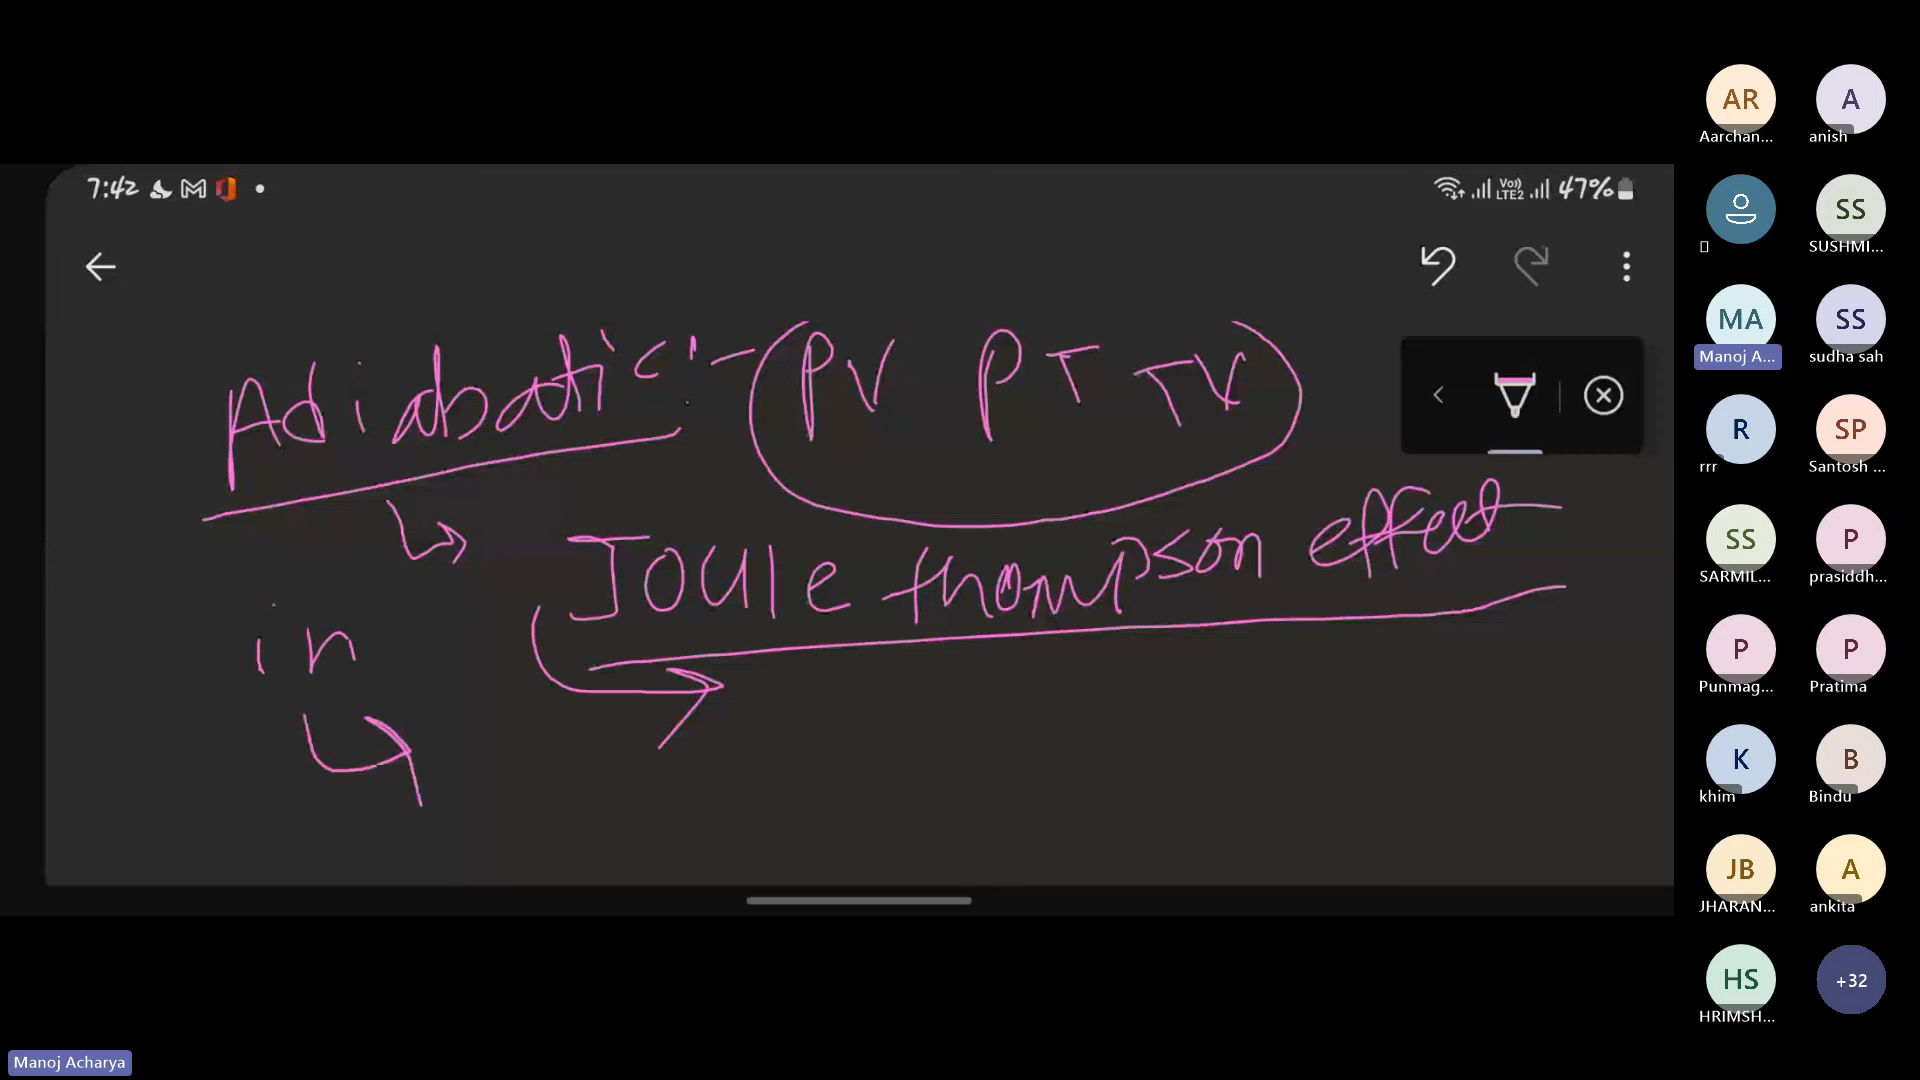 AR
A
Aarchan...
anish
7:42
Vo)) LTE2
47%
SS
SUSHMI...
Adiabatic:- (PV PT TV)
MA
SS
Manoj A...
sudha sah
R
SP
rrr
Santosh ...
Joule thompson effect
SS
P
SARMIL...
prasiddh...
in
P
P
Punmag...
Pratima
K
B
khim
Bindu
JB
A
JHARAN...
ankita
HS
+32
HRIMSH...
Manoj Acharya